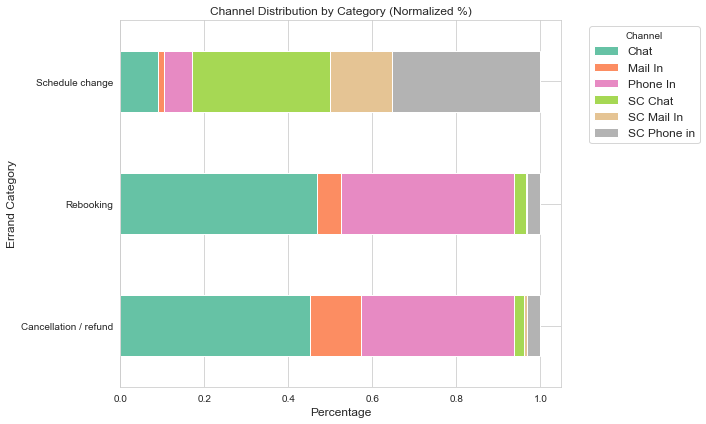 Channel Distribution by Category (Normalized %)
Channel
Chat
Mail In
Phone In
SC Chat
SC Mail In
SC Phone in
Errand Category
Schedule change
Rebooking
Cancellation / refund
0.0 0.2 0.4 0.6 0.8 1.0
Percentage